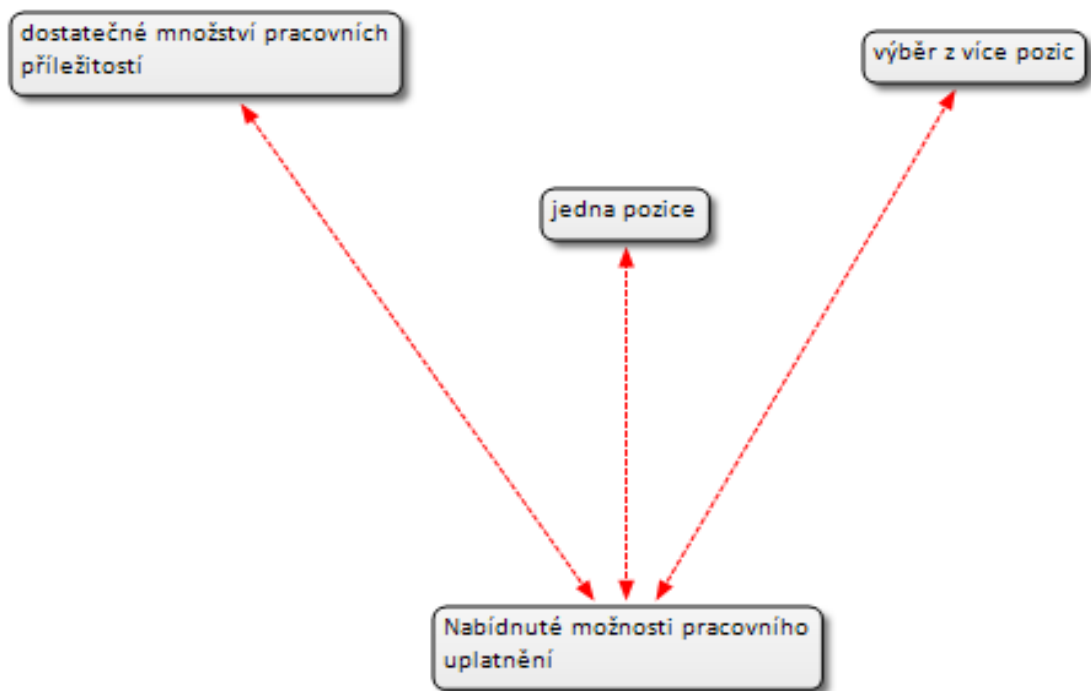 dostatečné množství pracovních
příležitostí
výběr z více pozic
jedna pozice
Nabídnuté možnosti pracovního
uplatnění